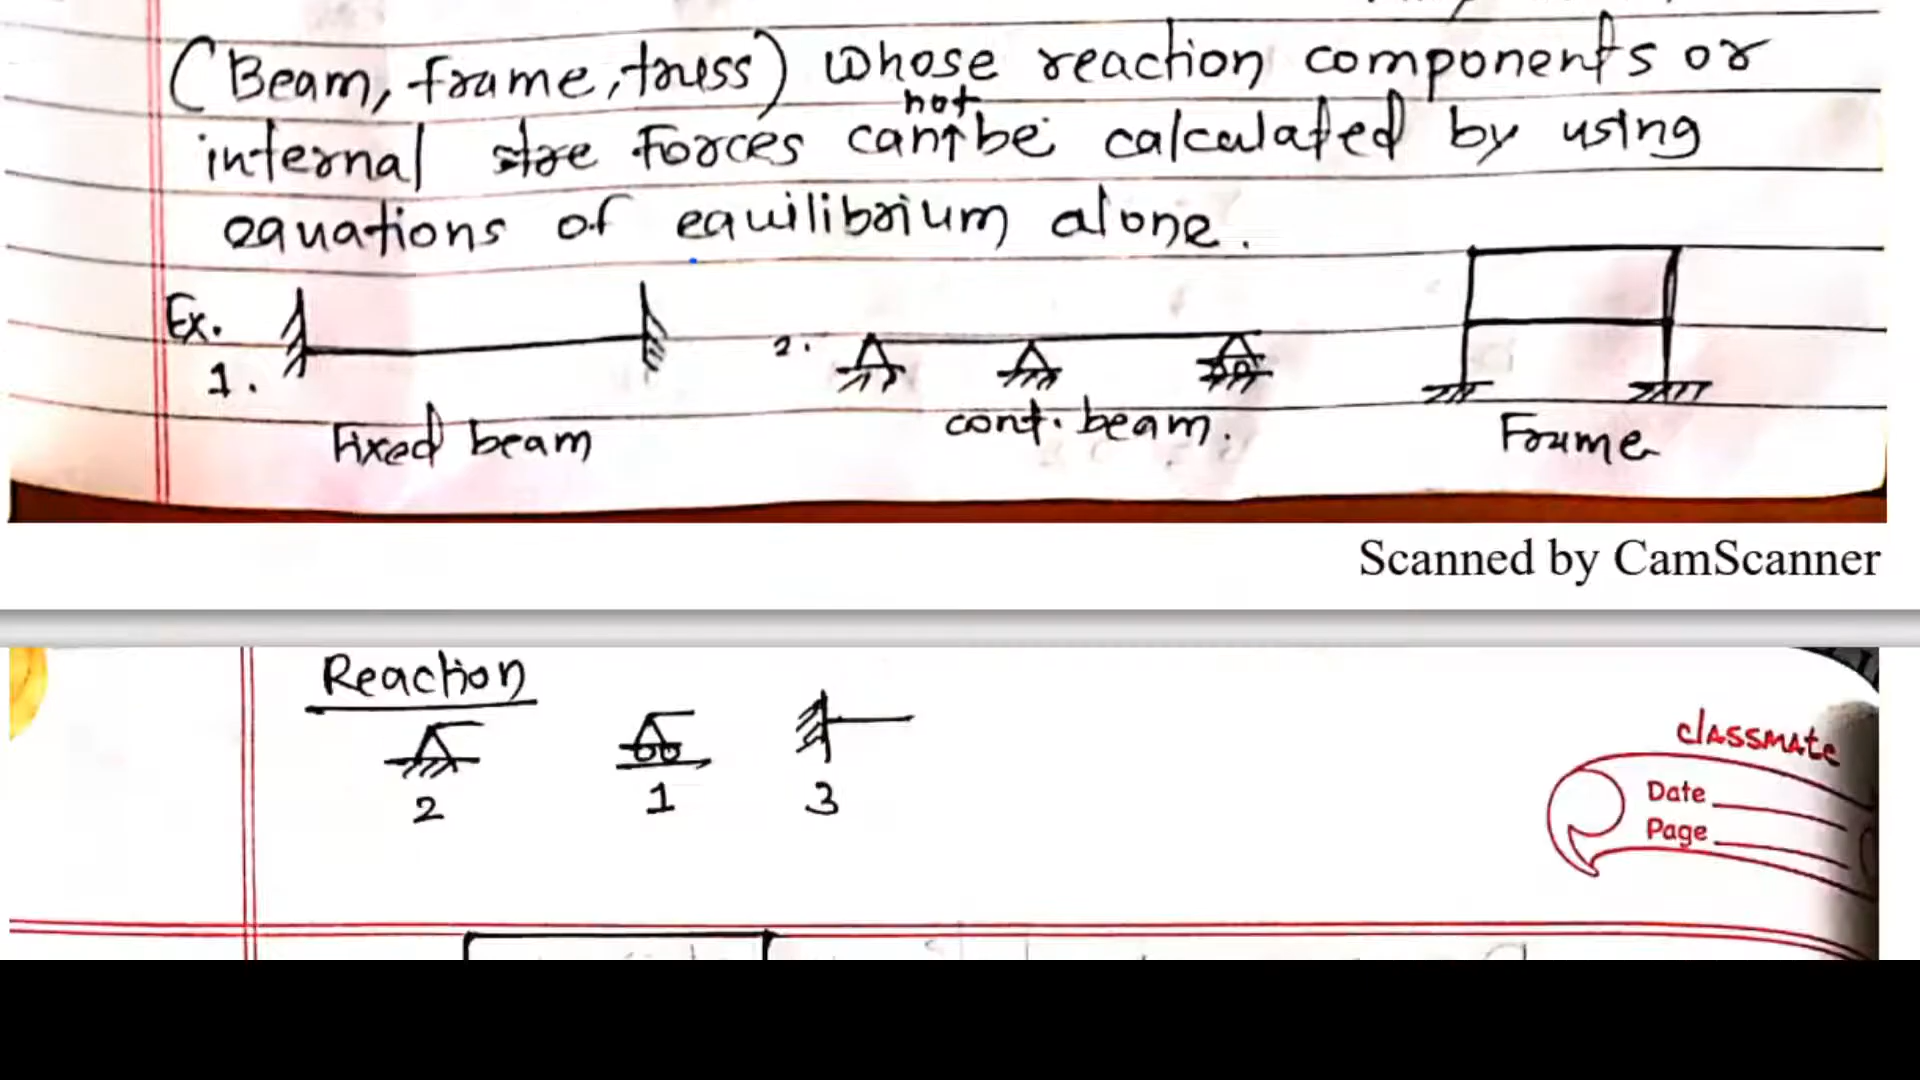 (Beam, frame, truss) whose reaction components or
internal stre Forces can not be calculated by using
equations of equilibrium alone.
Ex.
1.
2.
Fixed beam
cont. beam.
Frame
Scanned by CamScanner
Reaction
2 1 3
classmate
Date
Page